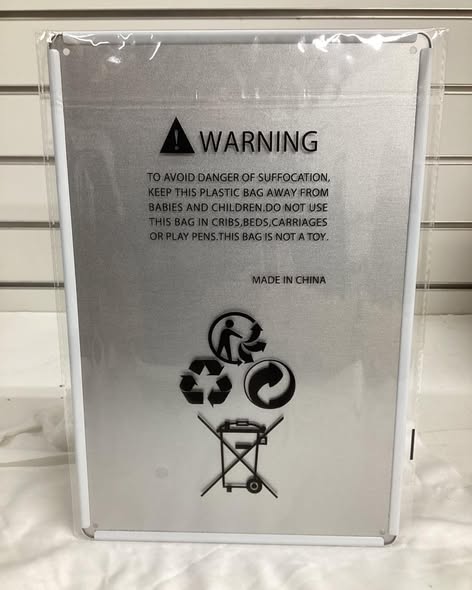 WARNING
TO AVOID DANGER OF SUFFOCATION,
KEEP THIS PLASTIC BAG AWAY FROM
BABIES AND CHILDREN.DO NOT USE
THIS BAG IN CRIBS,BEDS,CARRIAGES
OR PLAY PENS.THIS BAG IS NOT A TOY.
MADE IN CHINA